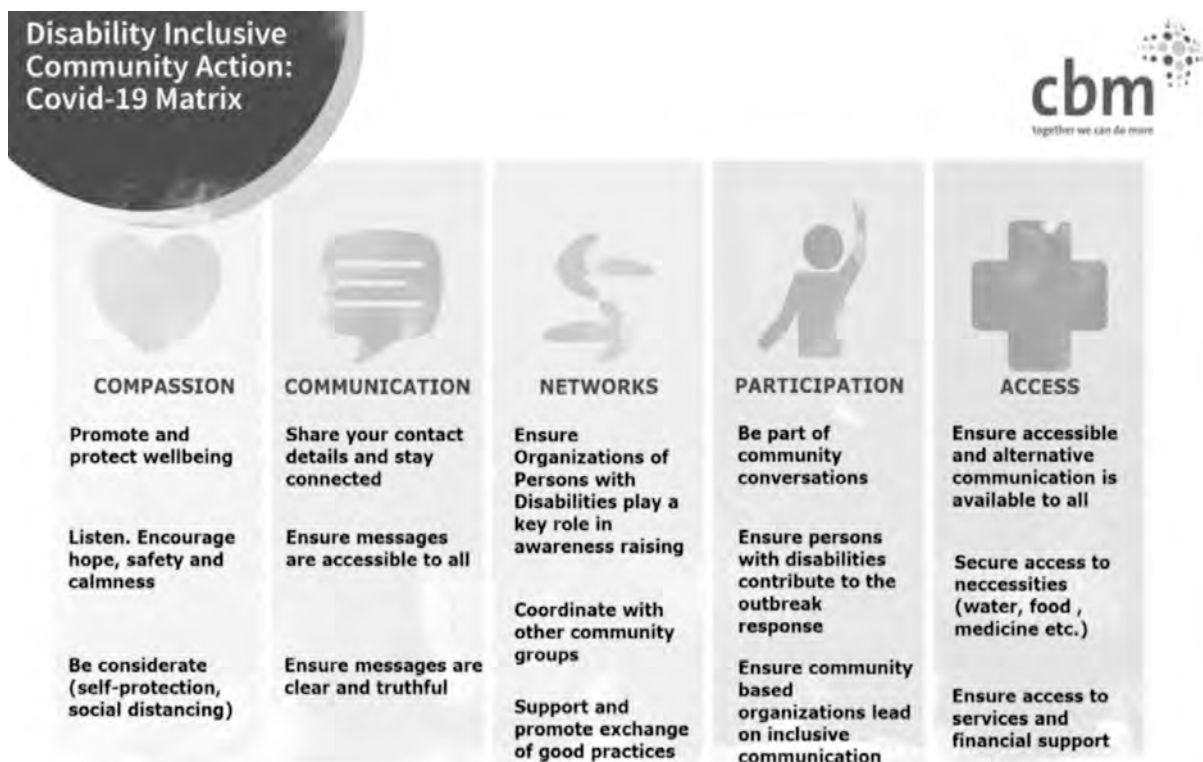 Disability Inclusive
Community Action:
Covid-19 Matrix
cbm
together we can do more
COMPASSION
Promote and
protect wellbeing
Listen. Encourage
hope, safety and
calmness
Be considerate
(self-protection,
social distancing)
COMMUNICATION
Share your contact
details and stay
connected
Ensure messages
are accessible to all
Ensure messages are
clear and truthful
NETWORKS
Ensure
Organizations of
Persons with
Disabilities play a
key role in
awareness raising
Coordinate with
other community
groups
Support and
promote exchange
of good practices
PARTICIPATION
Be part of
community
conversations
Ensure persons
with disabilities
contribute to the
outbreak
response
Ensure community
based
organizations lead
on inclusive
communication
ACCESS
Ensure accessible
and alternative
communication is
available to all
Secure access to
neccessities
(water, food ,
medicine etc.)
Ensure access to
services and
financial support